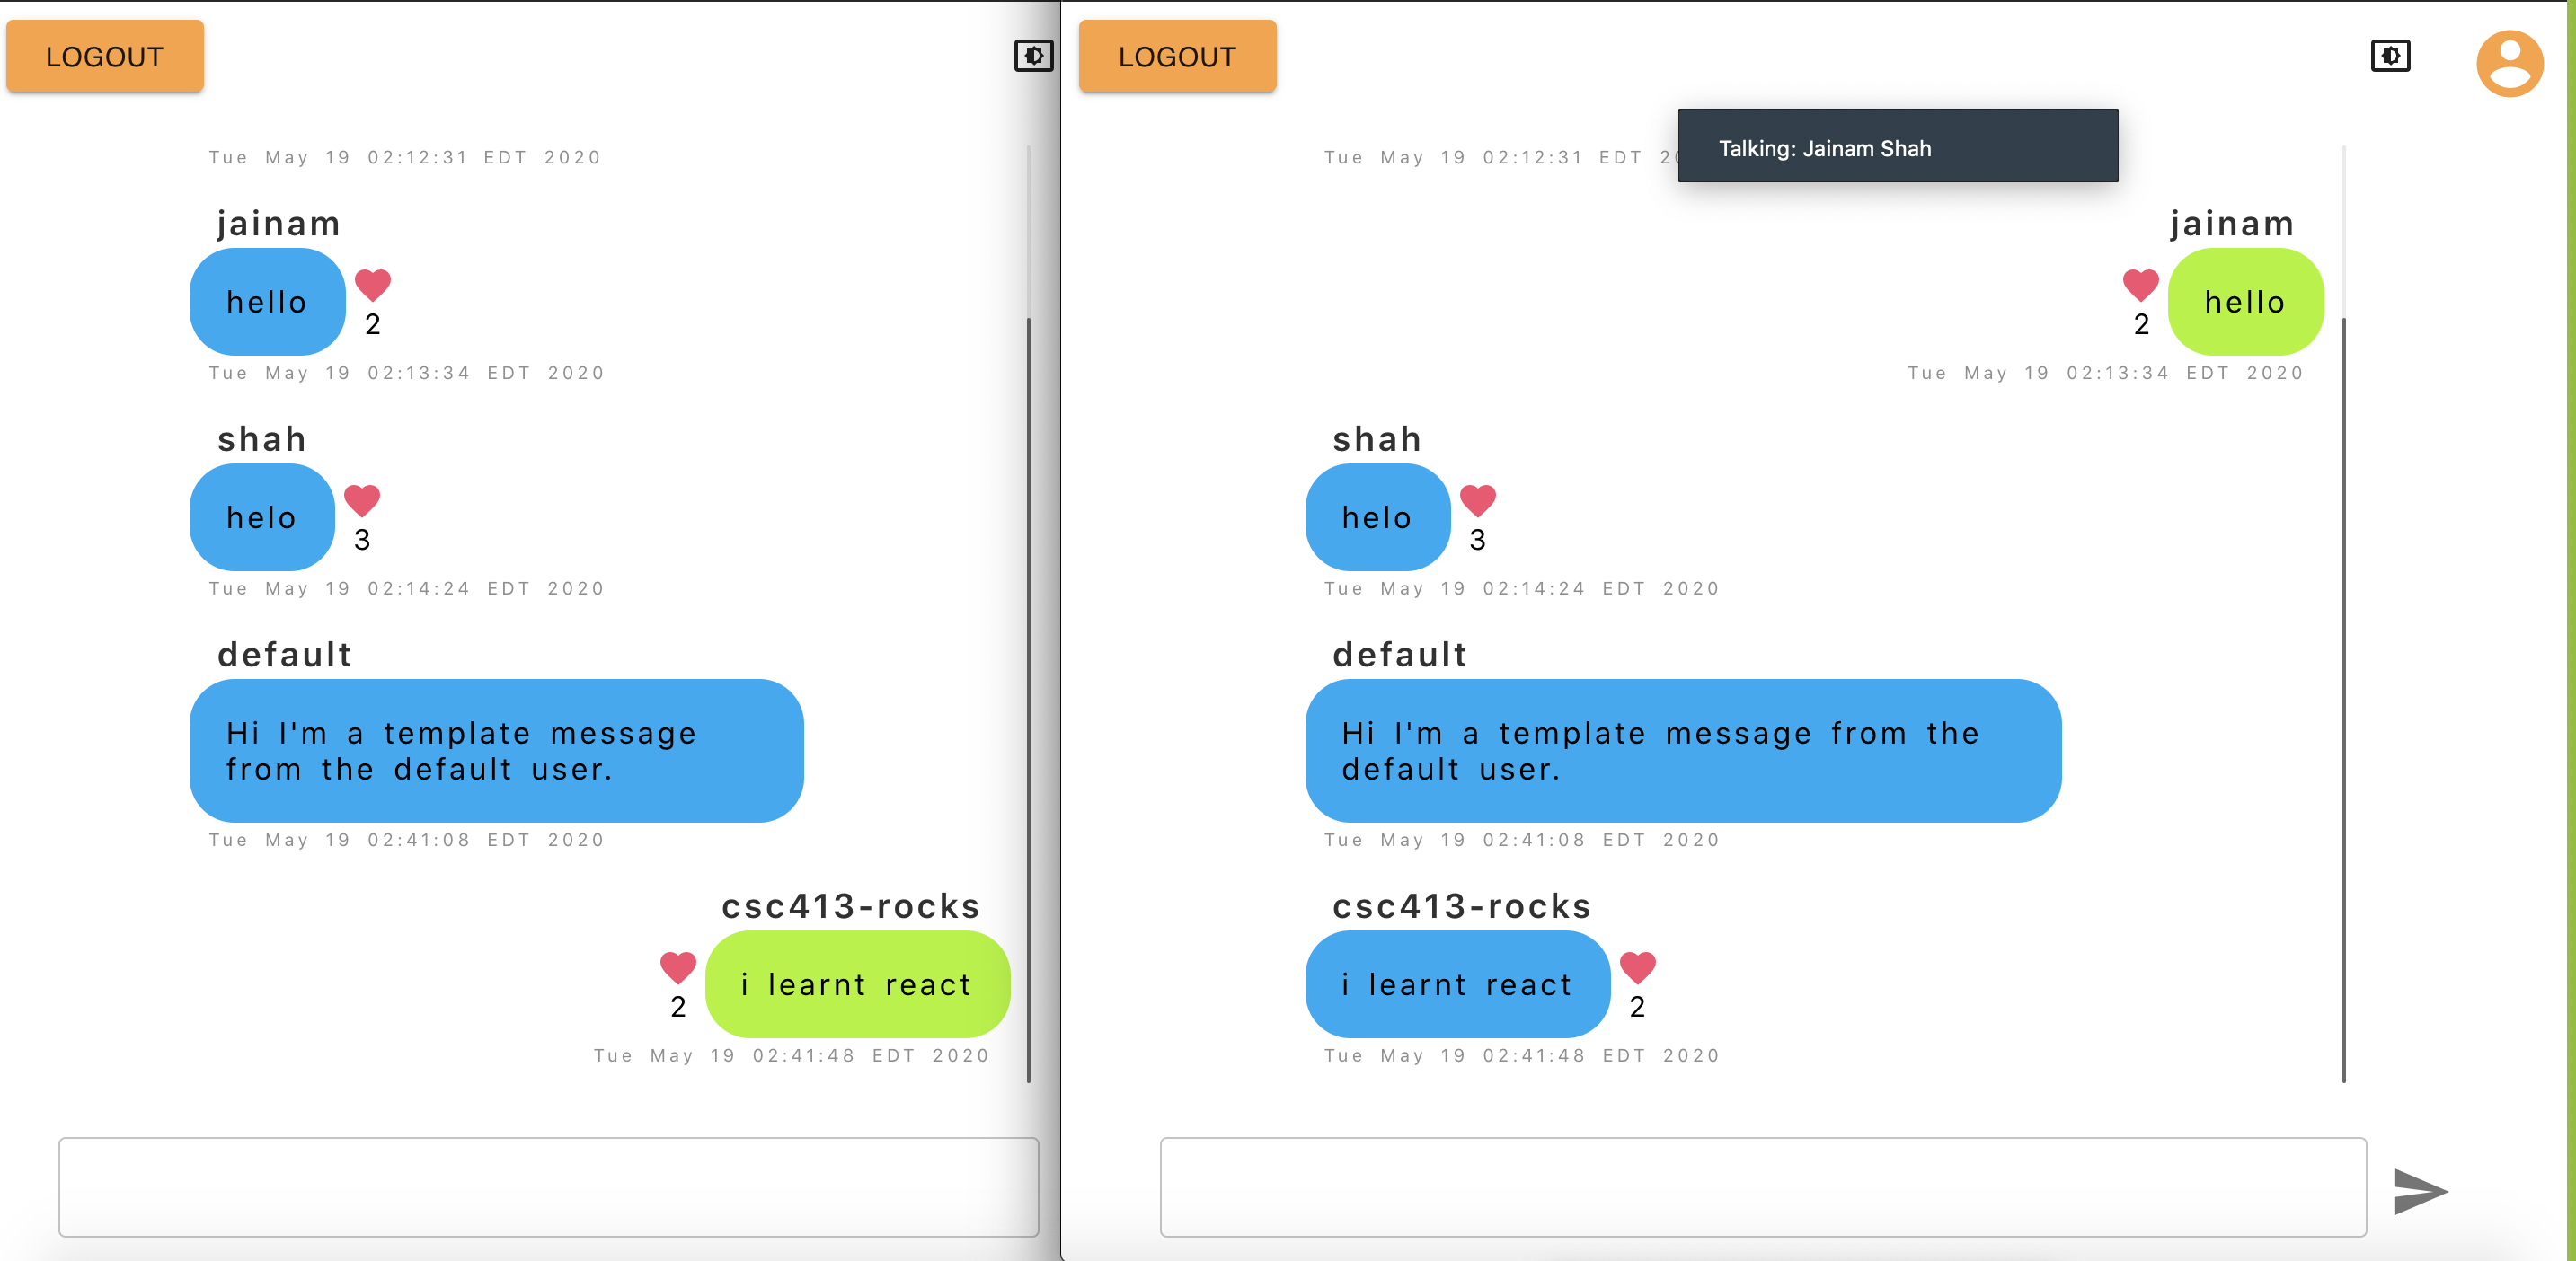 LOGOUT
Tue May 19 02:12:31 EDT 2020
jainam
hello
2
Tue May 19 02:13:34 EDT 2020
shah
helo
3
Tue May 19 02:14:24 EDT 2020
default
Hi I'm a template message
from the default user.
Tue May 19 02:41:08 EDT 2020
csc413-rocks
i learnt react
2
Tue May 19 02:41:48 EDT 2020
LOGOUT
Talking: Jainam Shah
Tue May 19 02:12:31 EDT
jainam
hello
2
Tue May 19 02:13:34 EDT 2020
shah
helo
3
Tue May 19 02:14:24 EDT 2020
default
Hi I'm a template message from the
default user.
Tue May 19 02:41:08 EDT 2020
csc413-rocks
i learnt react
2
Tue May 19 02:41:48 EDT 2020